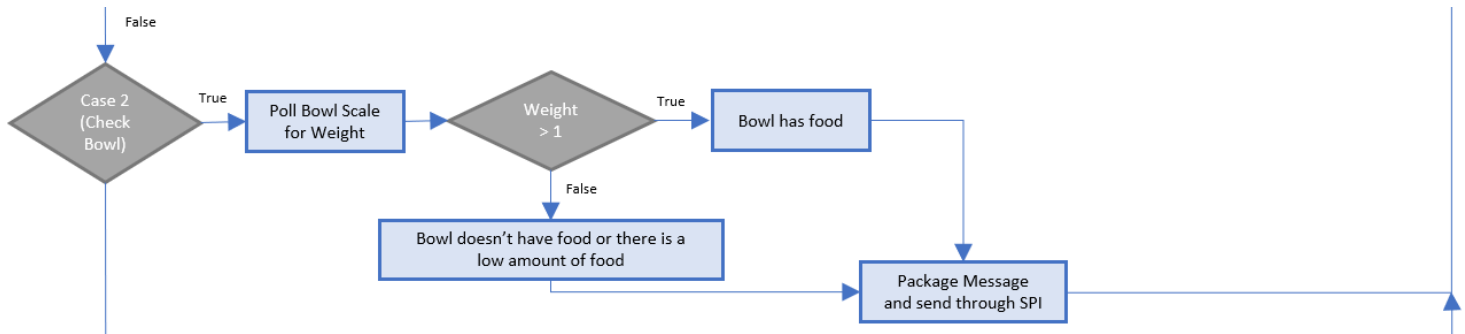 False
Case 2
(Check
Bowl)
True
Poll Bowl Scale
for Weight
Weight
> 1
True
Bowl has food
False
Bowl doesn't have food or there is a
low amount of food
Package Message
and send through SPI